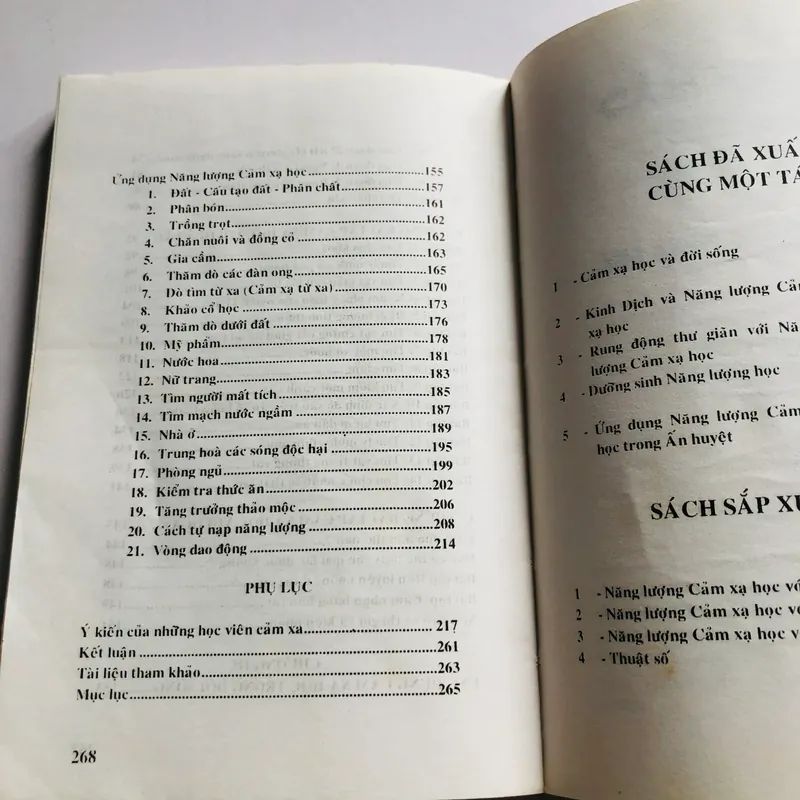 Ứng dụng Năng lượng Cảm xạ học....................155
1. Đất - Cấu tạo đất - Phân chất....................157
2. Phân bón....................161
3. Trồng trọt....................162
4. Chăn nuôi và đồng cỏ....................162
5. Gia cầm....................163
6. Thăm dò các đàn ong....................165
7. Dò tìm từ xa (Cảm xạ từ xa)....................170
8. Khảo cổ học....................173
9. Thăm dò dưới đất....................176
10. Mỹ phẩm....................178
11. Nước hoa....................181
12. Nữ trang....................183
13. Tìm người mất tích....................185
14. Tìm mạch nước ngầm....................187
15. Nhà ở....................189
16. Trung hoà các sóng độc hại....................195
17. Phòng ngủ....................199
18. Kiểm tra thức ăn....................202
19. Tăng trưởng thảo mộc....................206
20. Cách tự nạp năng lượng....................208
21. Vòng dao động....................214
PHỤ LỤC
Ý kiến của những học viên cảm xạ....................217
Kết luận....................261
Tài liệu tham khảo....................263
Mục lục....................265
268
SÁCH ĐÃ XUẤ
CÙNG MỘT TÁ
1 - Cảm xạ học và đời sống
2 - Kinh Dịch và Năng lượng Cả
xạ học
3 - Rung động thư giãn với Nă
lượng Cảm xạ học
4 - Dưỡng sinh Năng lượng học
5 - Ứng dụng Năng lượng Cảm
học trong Ấn huyệt
SÁCH SẮP XU
1 - Năng lượng Cảm xạ học vớ
2 - Năng lượng Cảm xạ học vớ
3 - Năng lượng Cảm xạ học v
4 - Thuật số